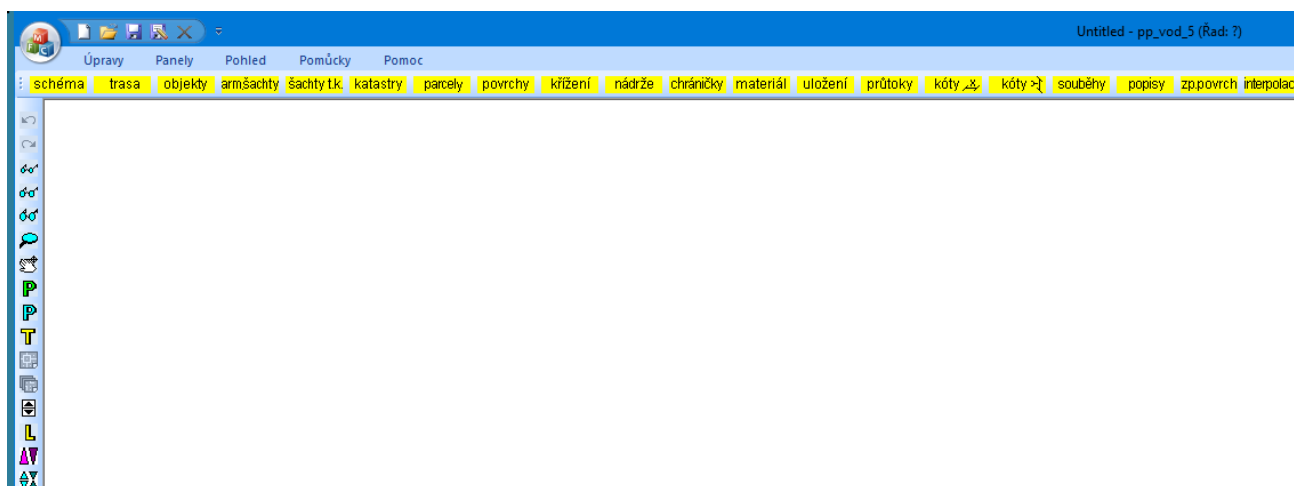 Untitled - pp_vod_5 (Řad: ?)
Úpravy Panely Pohled Pomůcky Pomoc
schéma trasa objekty armšachty šachty t.k. katastry parcely povrchy křížení nádrže chráničky materiál uložení průtoky kóty kóty souběhy popisy zp.povrch interpolac
P
P
T
L